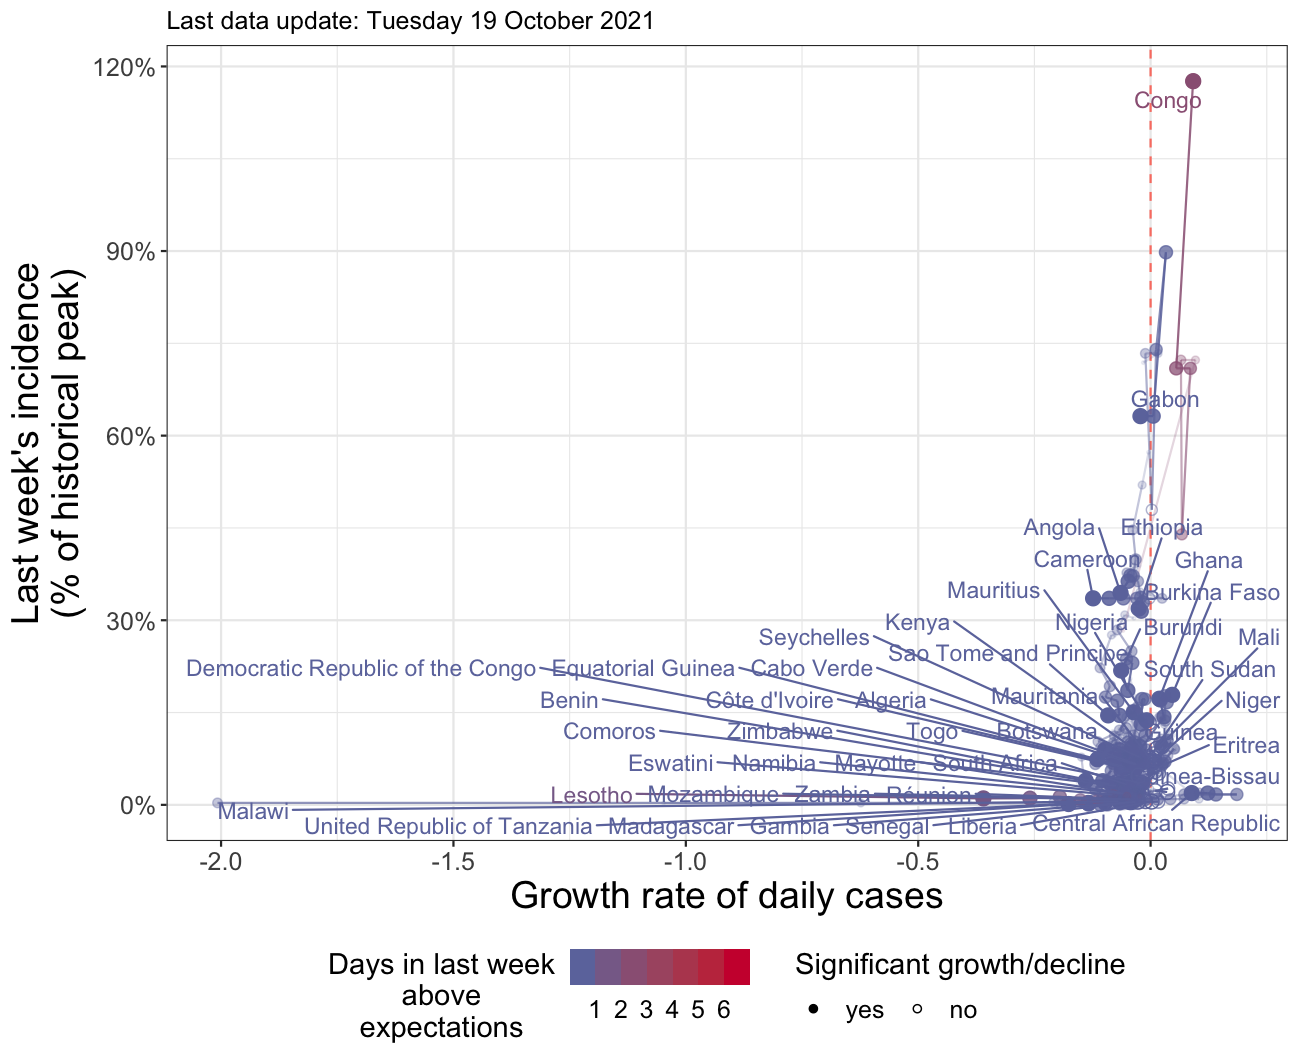 Last data update: Tuesday 19 October 2021
Last week's incidence
(% of historical peak)
120%
90%
60%
30%
0%
Congo
Gabon
Angola
Ethiopia
Cameroon
Ghana
Mauritius
Burkina Faso
Kenya
Nigeria
Burundi
Seychelles
Sao Tome and Principe
Mali
Democratic Republic of the Congo
Equatorial Guinea
Cabo Verde
South Sudan
Benin
Côte d'Ivoire
Algeria
Mauritania
Niger
Comoros
Zimbabwe
Togo
Botswana
Guinea
Eritrea
Eswatini
Namibia
Mayotte
South Africa
inea-Bissau
Lesotho
Mozambique
Zambia
Réunion
Malawi
United Republic of Tanzania
Madagascar
Gambia
Senegal
Liberia
Central African Republic
-2.0
-1.5
-1.0
-0.5
0.0
Growth rate of daily cases
Days in last week
above
expectations
1 2 3 4 5 6
Significant growth/decline
yes
no